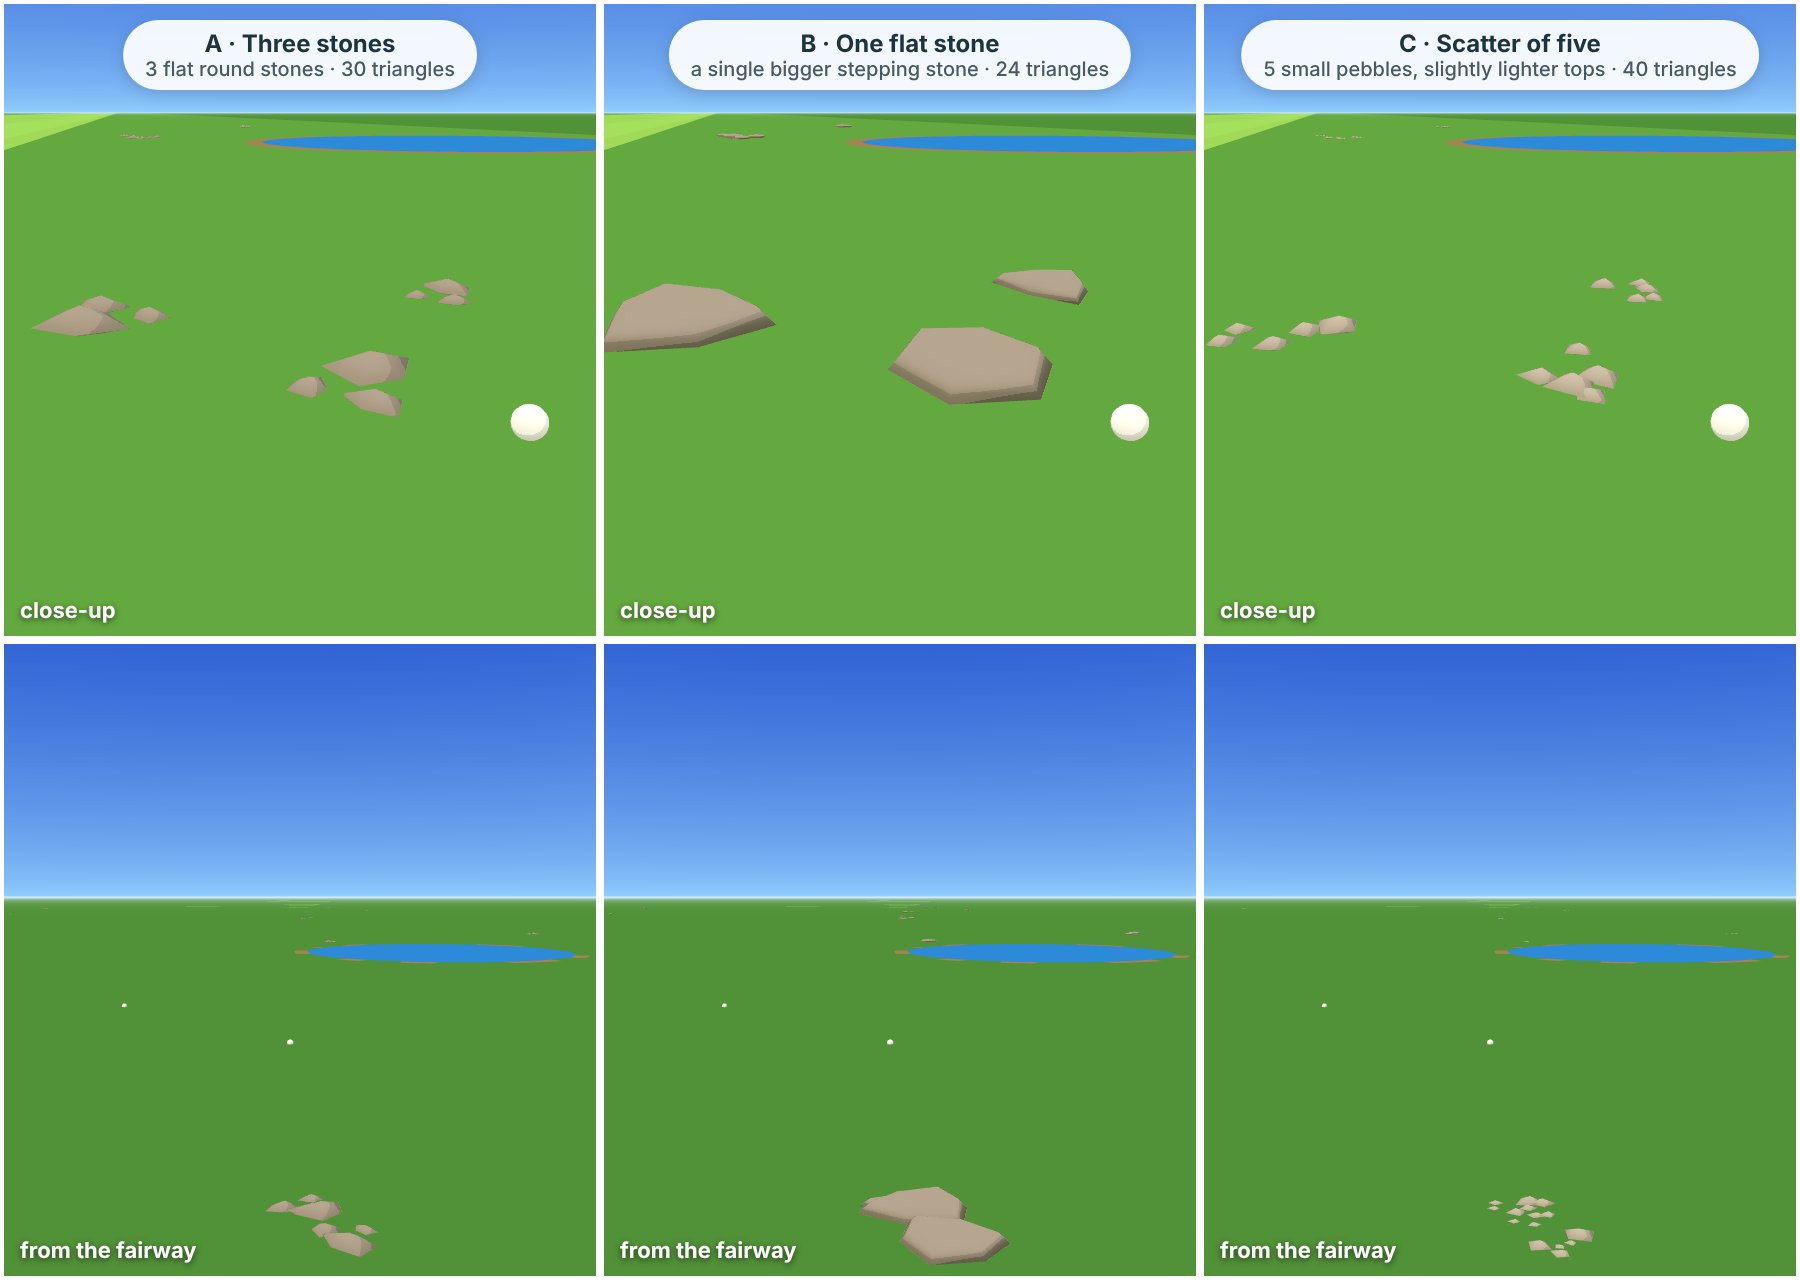 A · Three stones
3 flat round stones · 30 triangles
B · One flat stone
a single bigger stepping stone · 24 triangles
C · Scatter of five
5 small pebbles, slightly lighter tops · 40 triangles
close-up
close-up
close-up
from the fairway
from the fairway
from the fairway